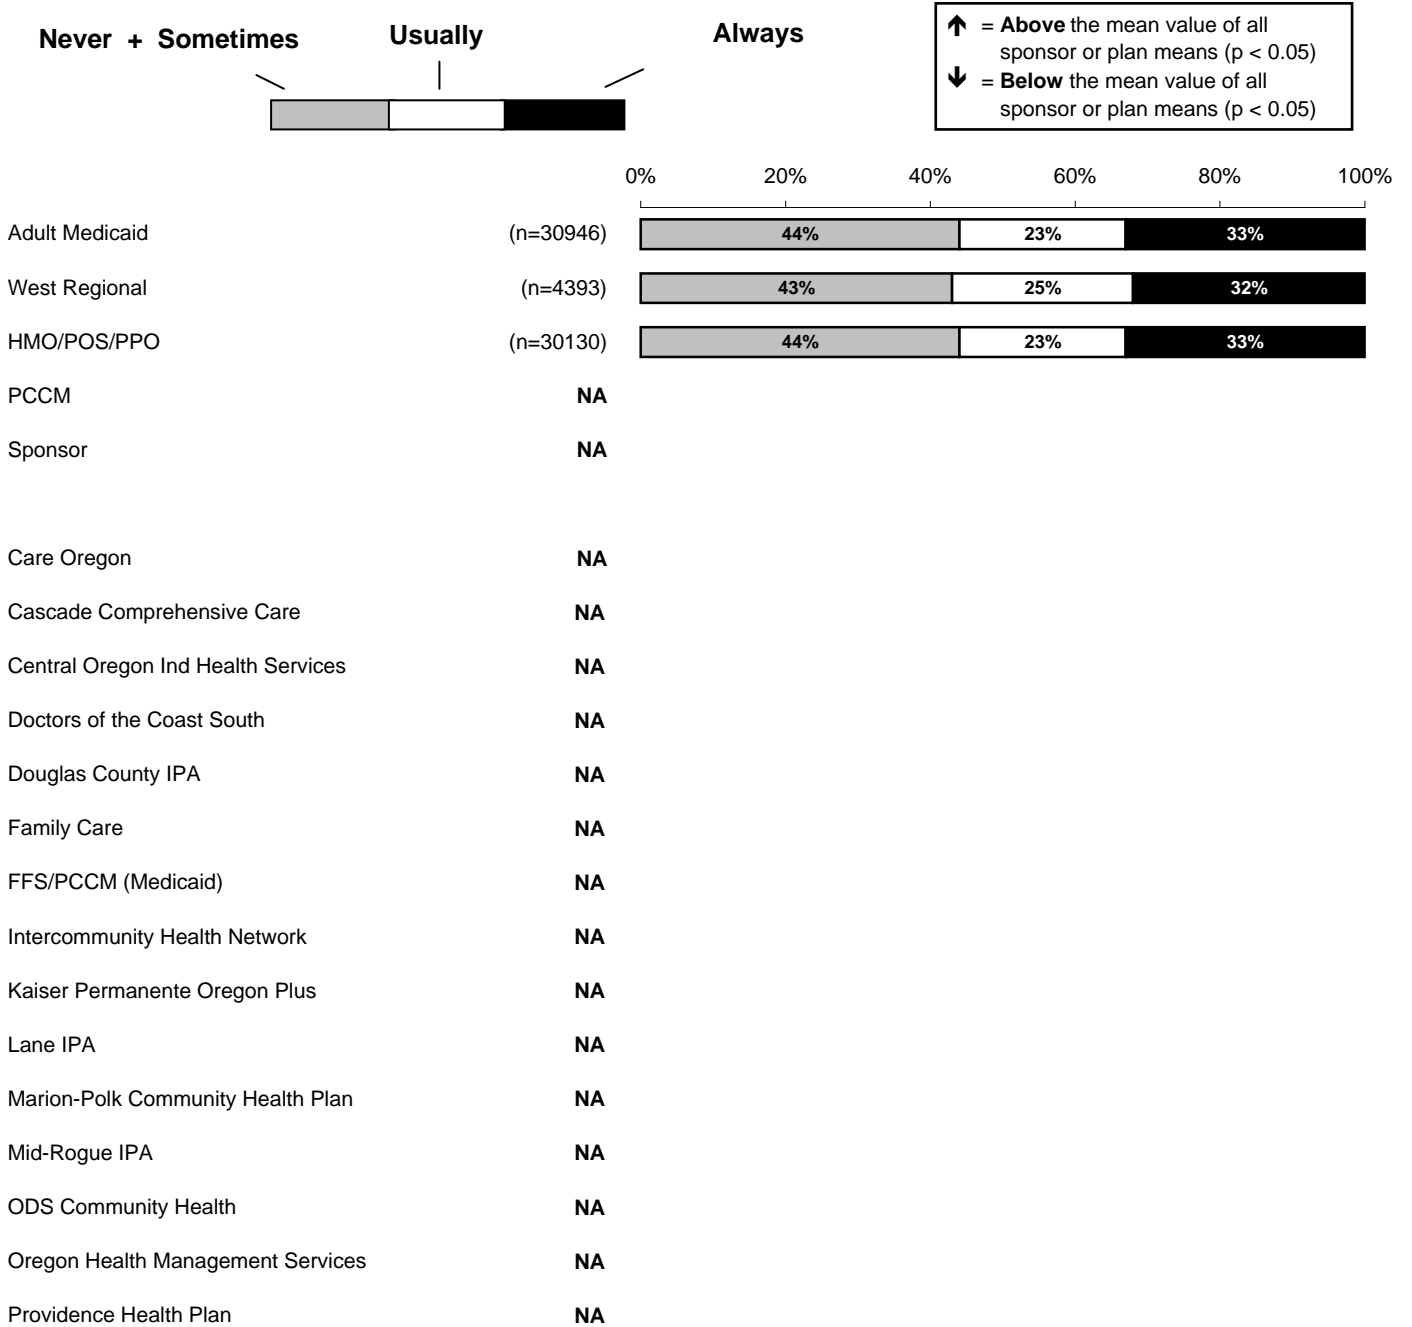 Never + Sometimes Usually Always
↑ = Above the mean value of all
sponsor or plan means (p < 0.05)
↓ = Below the mean value of all
sponsor or plan means (p < 0.05)
0% 20% 40% 60% 80% 100%
Adult Medicaid (n=30946) 44% 23% 33%
West Regional (n=4393) 43% 25% 32%
HMO/POS/PPO (n=30130) 44% 23% 33%
PCCM NA
Sponsor NA
Care Oregon NA
Cascade Comprehensive Care NA
Central Oregon Ind Health Services NA
Doctors of the Coast South NA
Douglas County IPA NA
Family Care NA
FFS/PCCM (Medicaid) NA
Intercommunity Health Network NA
Kaiser Permanente Oregon Plus NA
Lane IPA NA
Marion-Polk Community Health Plan NA
Mid-Rogue IPA NA
ODS Community Health NA
Oregon Health Management Services NA
Providence Health Plan NA